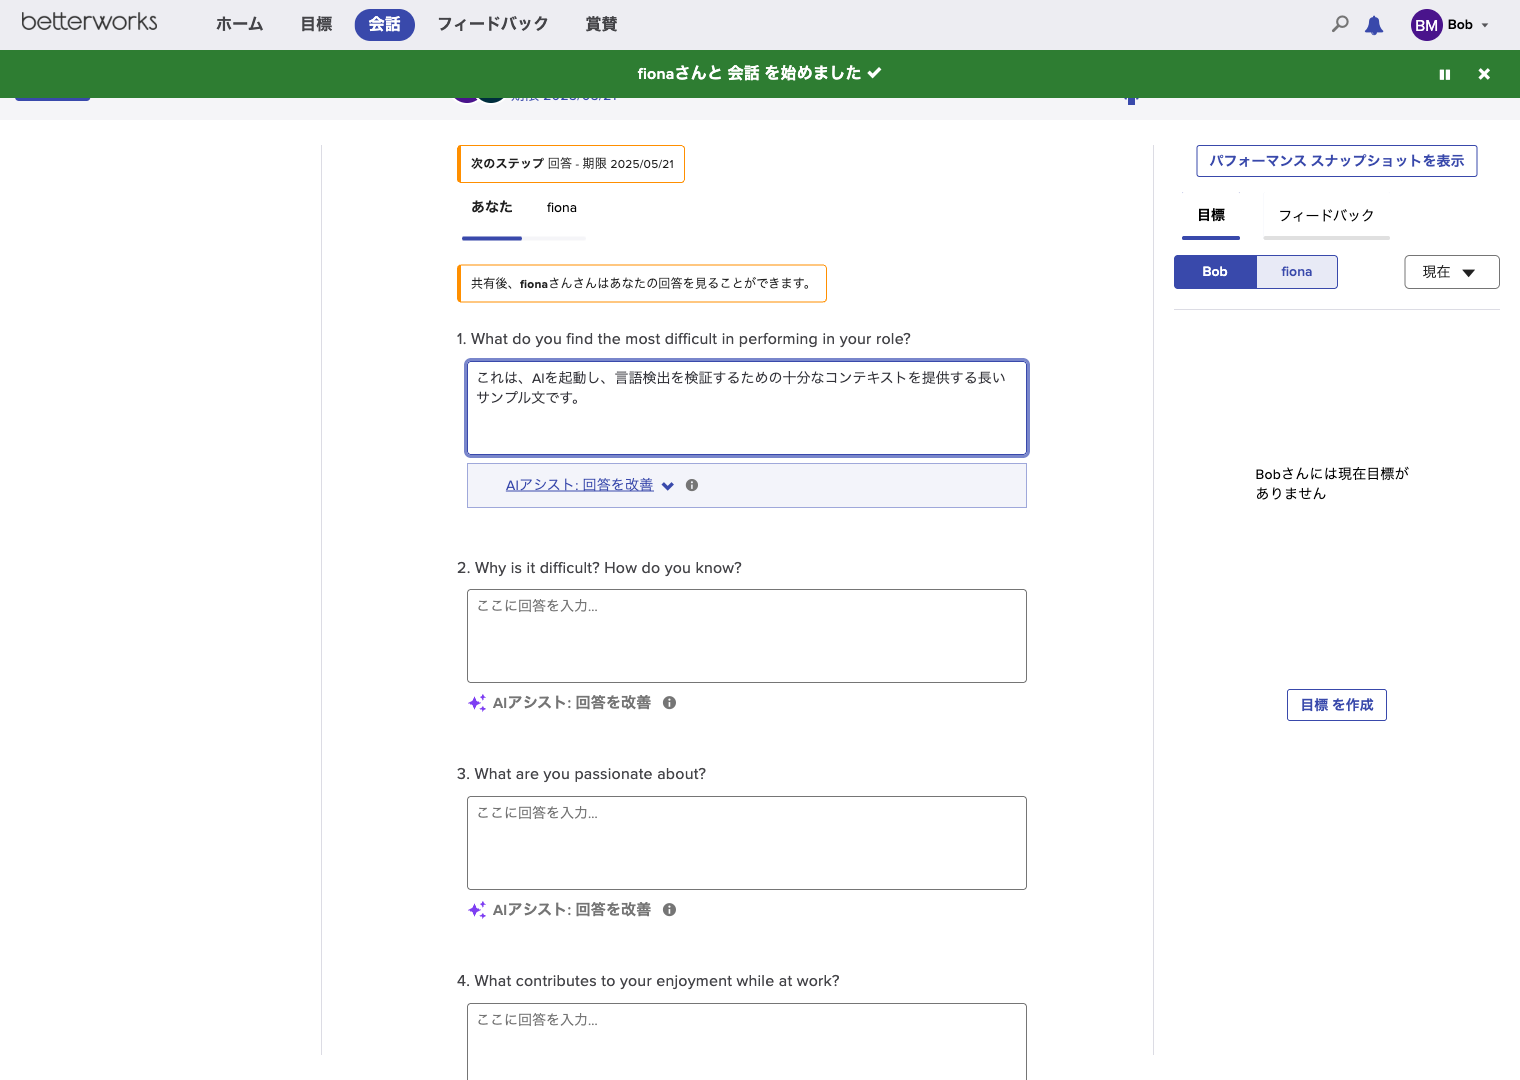 betterworks
ホーム
目標
会話
フィードバック
賞賛
BM
Bob
fionaさんと 会話 を始めました
次のステップ 回答 - 期限 2025/05/21
あなた
fiona
共有後、fionaさんさんはあなたの回答を見ることができます。
1. What do you find the most difficult in performing in your role?
これは、AIを起動し、言語検出を検証するための十分なコンテキストを提供する長い
サンプル文です。
AIアシスト: 回答を改善
2. Why is it difficult? How do you know?
ここに回答を入力...
AIアシスト: 回答を改善
3. What are you passionate about?
ここに回答を入力...
AIアシスト: 回答を改善
4. What contributes to your enjoyment while at work?
ここに回答を入力...
パフォーマンス スナップショットを表示
目標
フィードバック
Bob
fiona
現在
Bobさんには現在目標が
ありません
目標 を作成